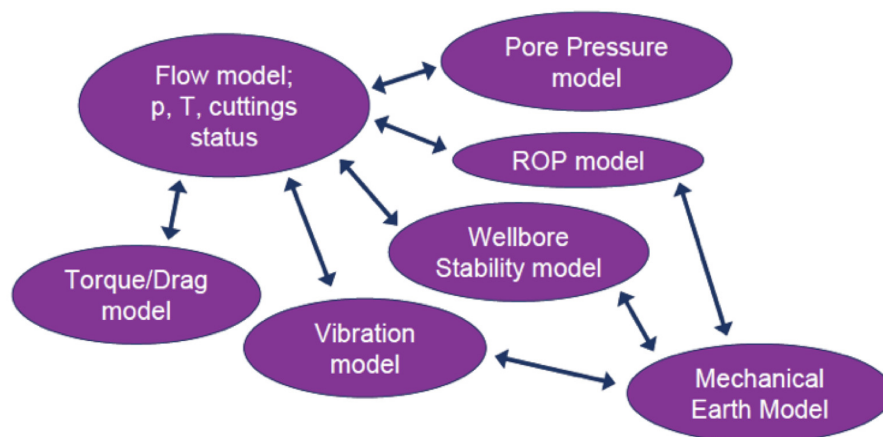 Flow model;
p, T, cuttings
status
Pore Pressure
model
ROP model
Wellbore
Stability model
Torque/Drag
model
Vibration
model
Mechanical
Earth Model